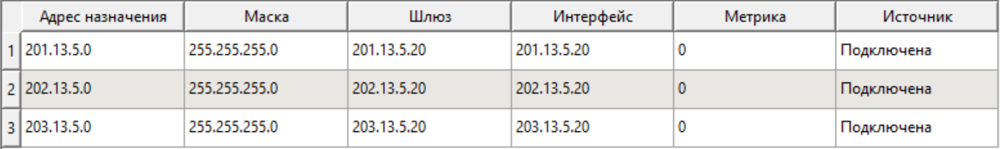 Адрес назначения Маска Шлюз Интерфейс Метрика Источник
1 201.13.5.0 255.255.255.0 201.13.5.20 201.13.5.20 0 Подключена
2 202.13.5.0 255.255.255.0 202.13.5.20 202.13.5.20 0 Подключена
3 203.13.5.0 255.255.255.0 203.13.5.20 203.13.5.20 0 Подключена